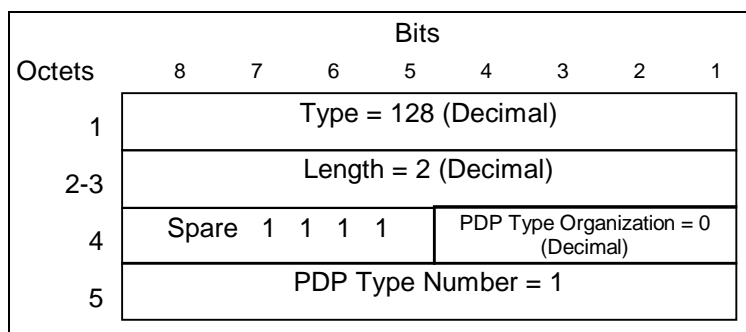 Bits
Octets 8 7 6 5 4 3 2 1
1 Type = 128 (Decimal)
2-3 Length = 2 (Decimal)
4 Spare 1 1 1 1 PDP Type Organization = 0
(Decimal)
5 PDP Type Number = 1